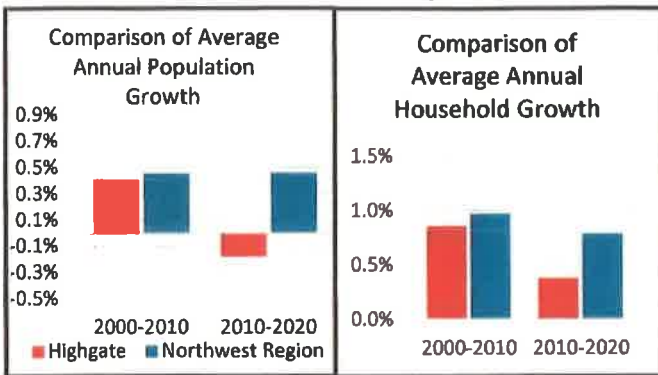 Comparison of Average
Annual Population
Growth
0.9%
0.7%
0.5%
0.3%
0.1%
-0.1%
-0.3%
-0.5%
2000-2010 2010-2020
Highgate Northwest Region
Comparison of
Average Annual
Household Growth
1.5%
1.0%
0.5%
0.0%
2000-2010 2010-2020